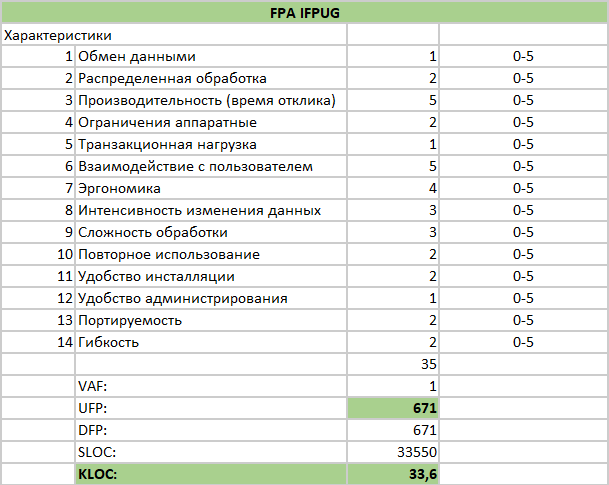 FPA IFPUG
Характеристики
1 Обмен данными 1 0-5
2 Распределенная обработка 2 0-5
3 Производительность (время отклика) 5 0-5
4 Ограничения аппаратные 2 0-5
5 Транзакционная нагрузка 1 0-5
6 Взаимодействие с пользователем 5 0-5
7 Эргономика 4 0-5
8 Интенсивность изменения данных 3 0-5
9 Сложность обработки 3 0-5
10 Повторное использование 2 0-5
11 Удобство инсталляции 2 0-5
12 Удобство администрирования 1 0-5
13 Портируемость 2 0-5
14 Гибкость 2 0-5
35
VAF: 1
UFP: 671
DFP: 671
SLOC: 33550
KLOC: 33,6